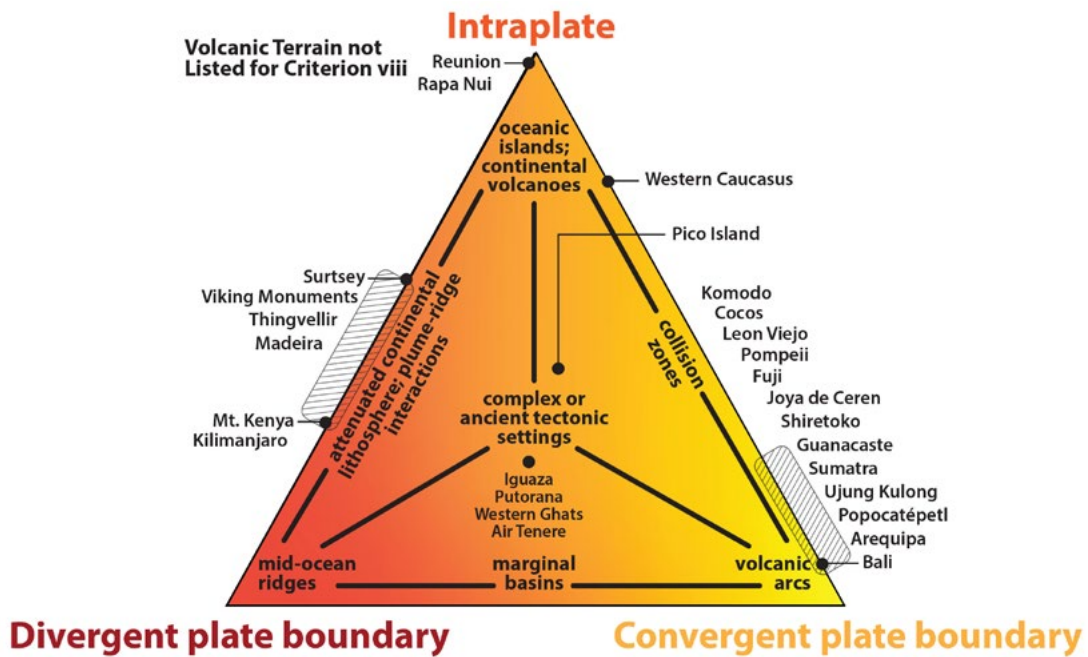 Intraplate
Volcanic Terrain not
Listed for Criterion viii
Reunion
Rapa Nui
oceanic
islands;
continental
volcanoes
Western Caucasus
Pico Island
Surtsey
Viking Monuments
Thingvellir
Madeira
Mt. Kenya
Kilimanjaro
attenuated continental
lithosphere; plume-ridge
interactions
collision
zones
Komodo
Cocos
Leon Viejo
Pompeii
Fuji
Joya de Ceren
Shiretoko
Guanacaste
Sumatra
Ujung Kulong
Popocatépetl
Arequipa
Bali
complex or
ancient tectonic
settings
Iguaza
Putorana
Western Ghats
Air Tenere
mid-ocean
ridges
marginal
basins
volcanic
arcs
Divergent plate boundary
Convergent plate boundary